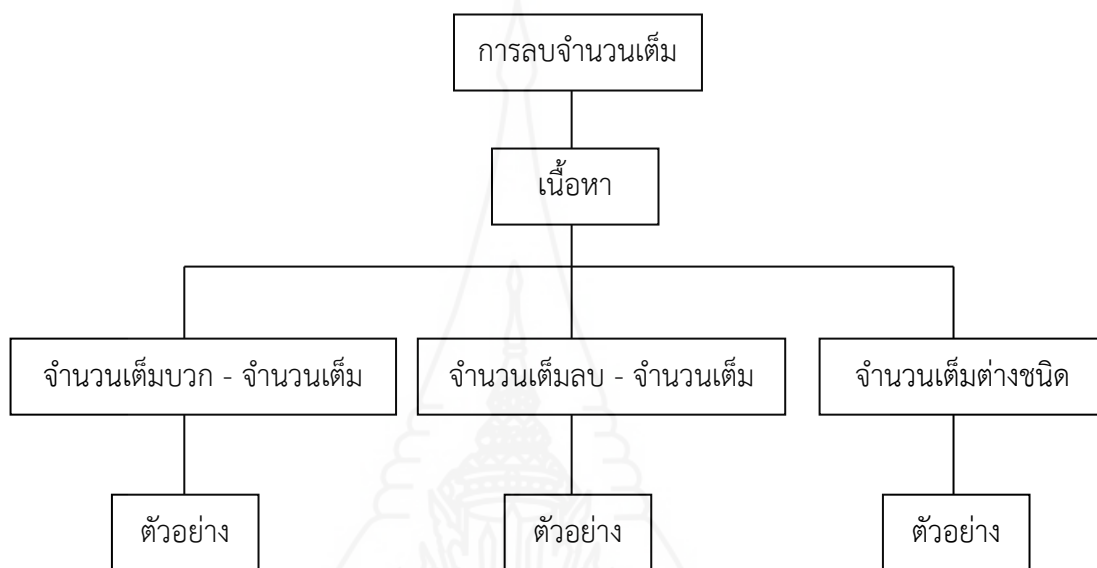 การลบจำนวนเต็ม
เนื้อหา
จำนวนเต็มบวก - จำนวนเต็ม
จำนวนเต็มลบ - จำนวนเต็ม
จำนวนเต็มต่างชนิด
ตัวอย่าง
ตัวอย่าง
ตัวอย่าง